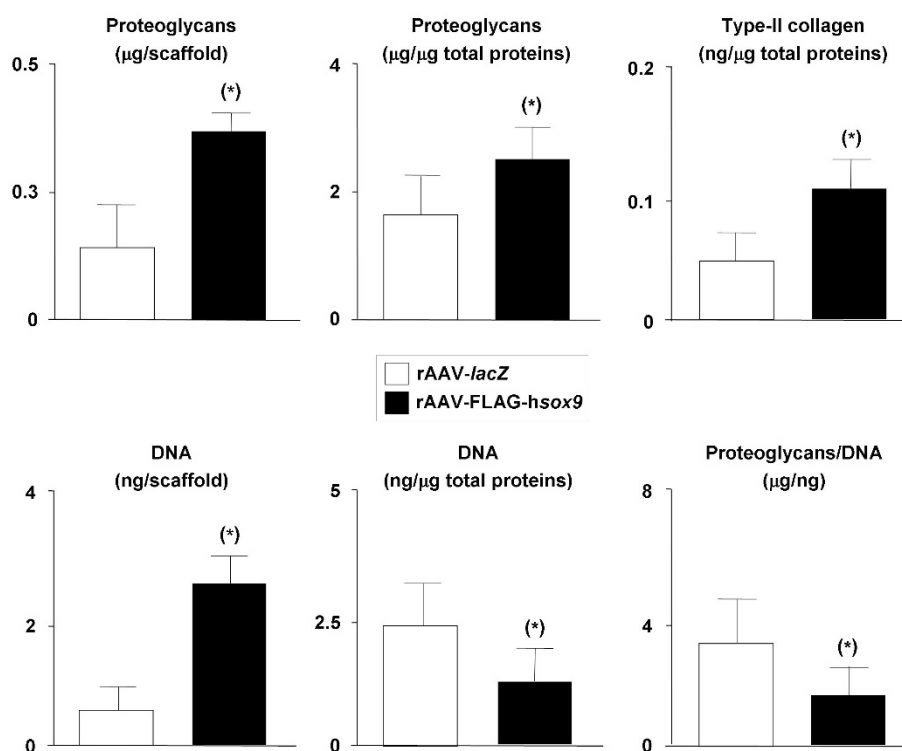 Proteoglycans
(µg/scaffold)
0.5
(*)
0.3
0
Proteoglycans
(µg/µg total proteins)
4
(*)
2
0
Type-II collagen
(ng/µg total proteins)
0.2
(*)
0.1
0
rAAV-lacZ
rAAV-FLAG-hsox9
DNA
(ng/scaffold)
4
(*)
2
0
DNA
(ng/µg total proteins)
5
2.5
(*)
0
Proteoglycans/DNA
(µg/ng)
8
4
(*)
0